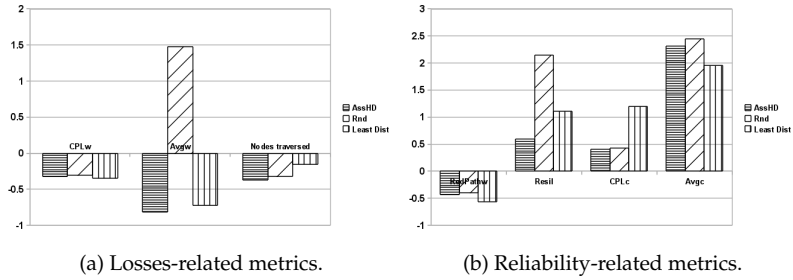 2
1.5
1
0.5
0
-0.5
-1
CPLw Avgw Nodes traversed
AssHD
Rnd
Least Dist
(a) Losses-related metrics.
3
2.5
2
1.5
1
0.5
0
-0.5
-1
RedPathw Resil CPLc Avgc
AssHD
Rnd
Least Dist
(b) Reliability-related metrics.